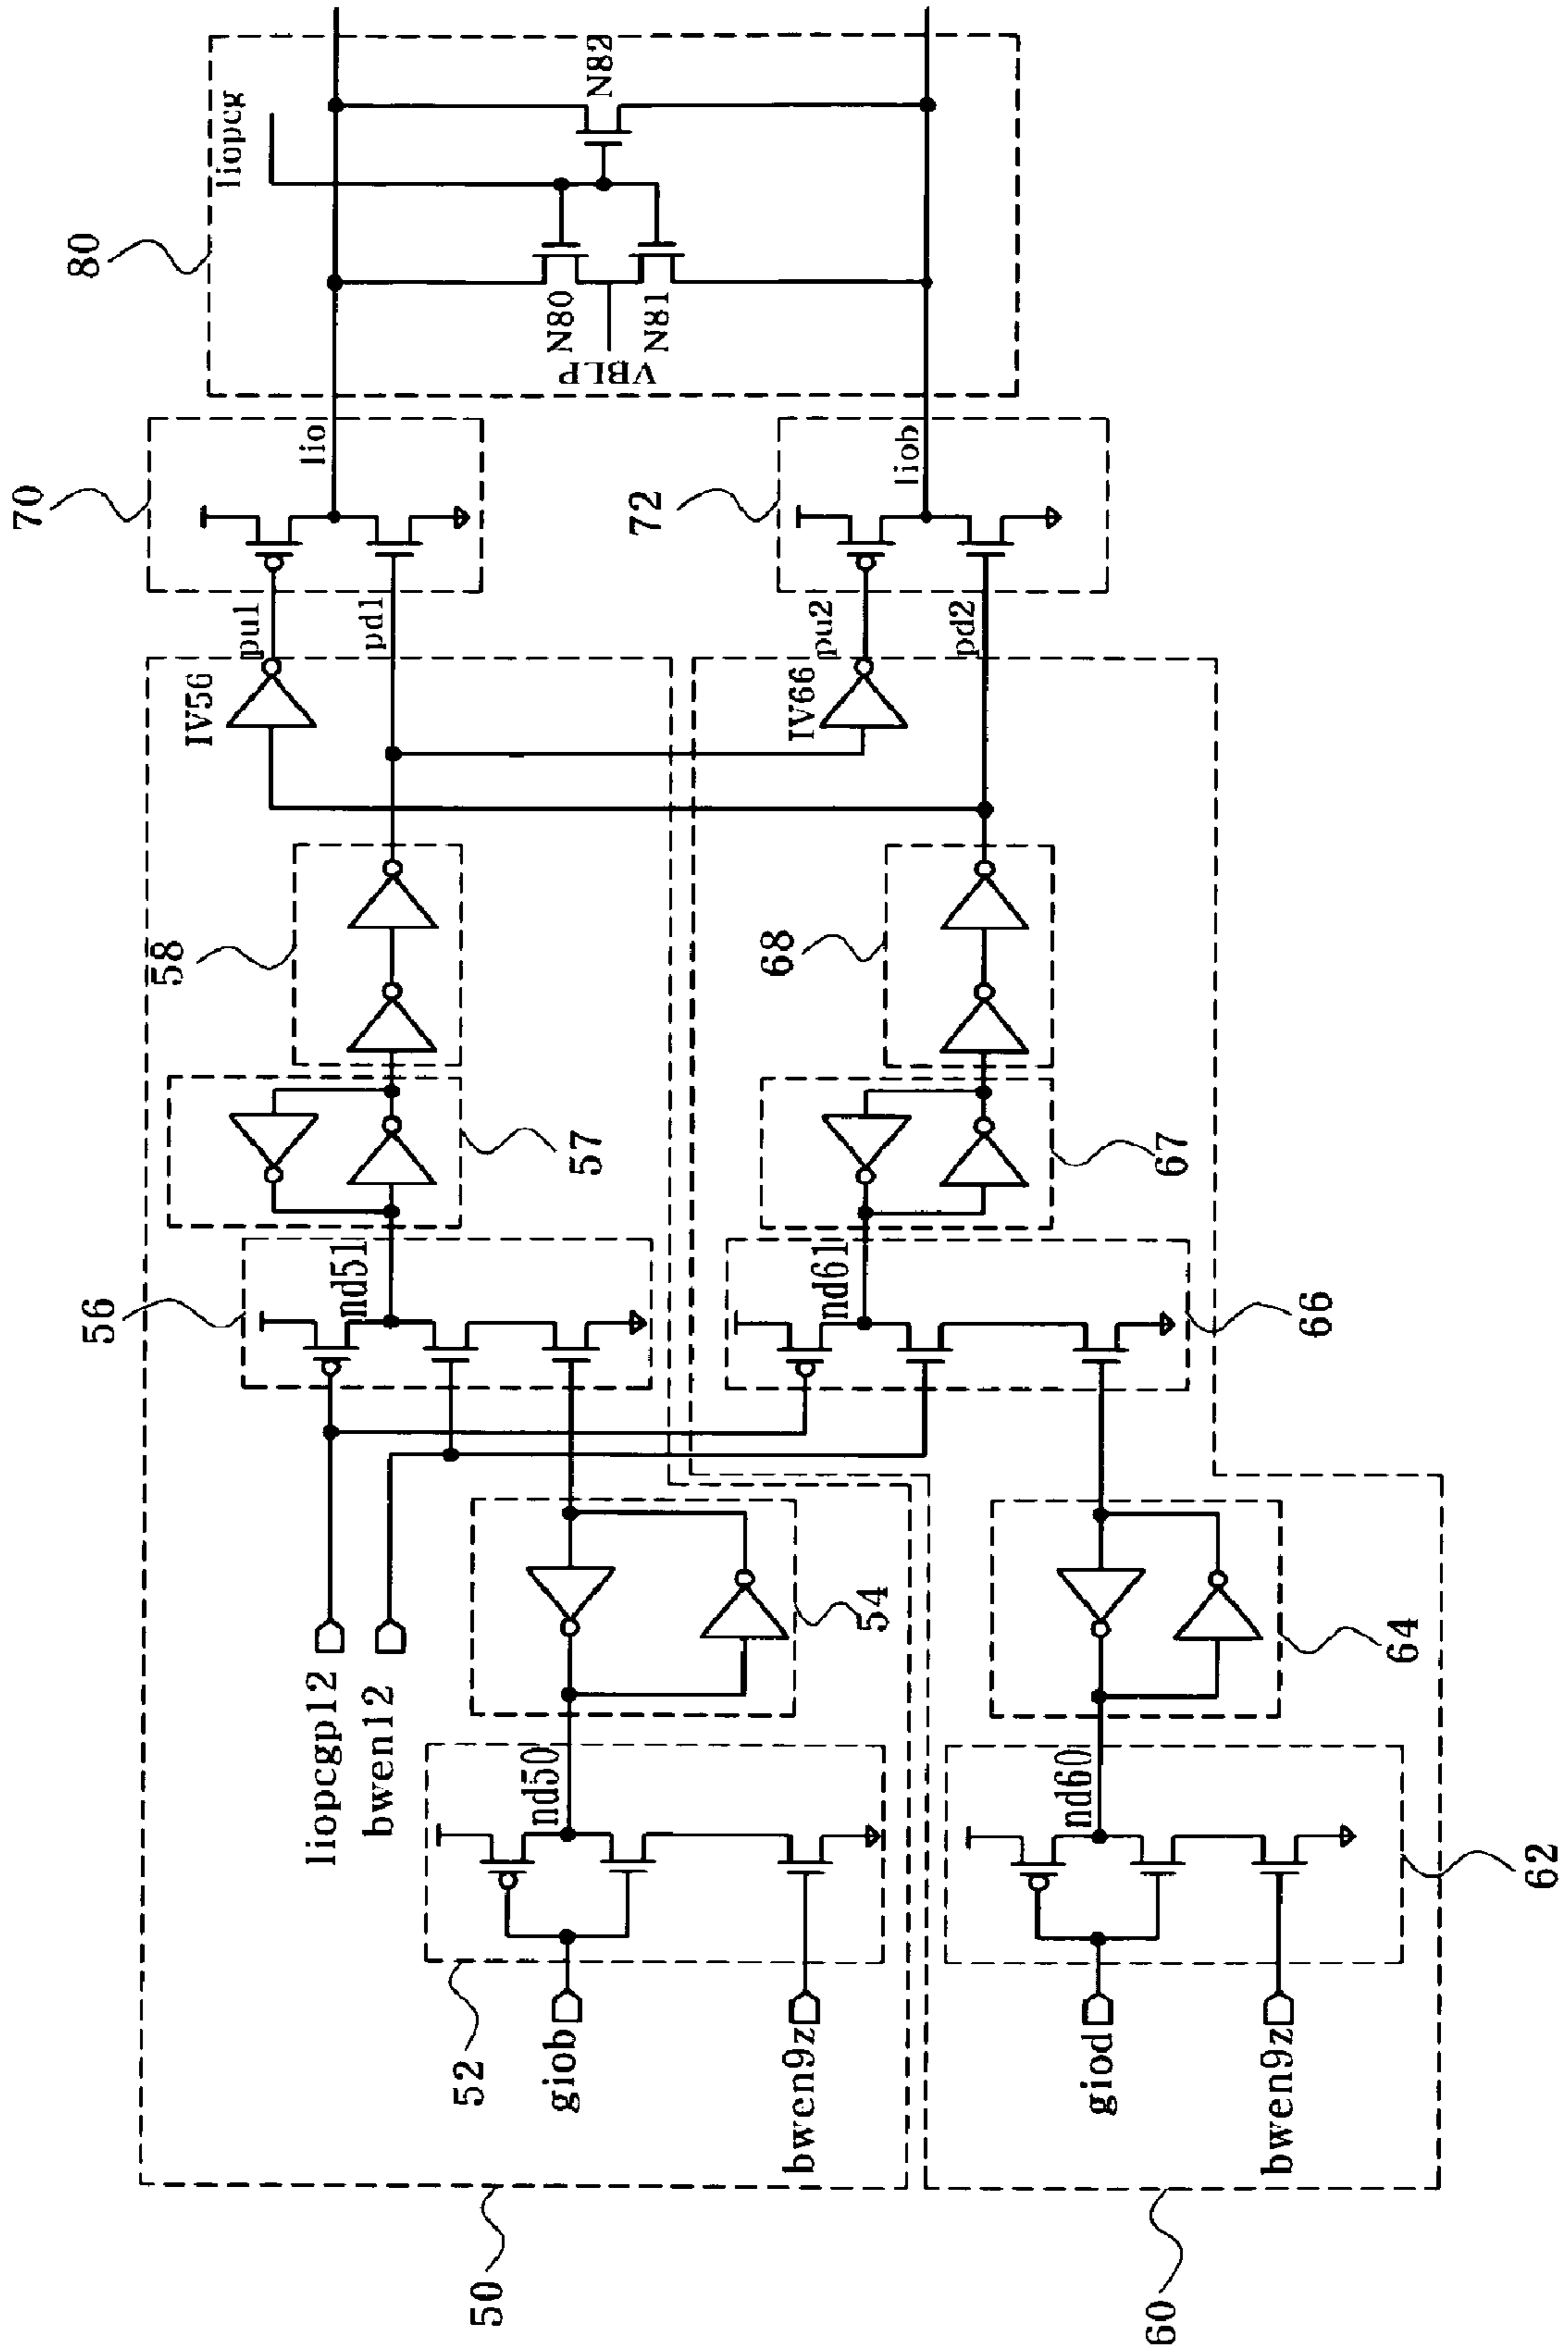 80
liopcg
N82
N80
N81
VBLP
70
lio
72
liob
pu1
pd1
pu2
pd2
IV56
IV66
58
68
57
67
56
nd51
nd61
66
liopcgp12
bwen12
54
64
nd50
nd60
52
giob
bwen9z
giod
bwen9z
62
50
60